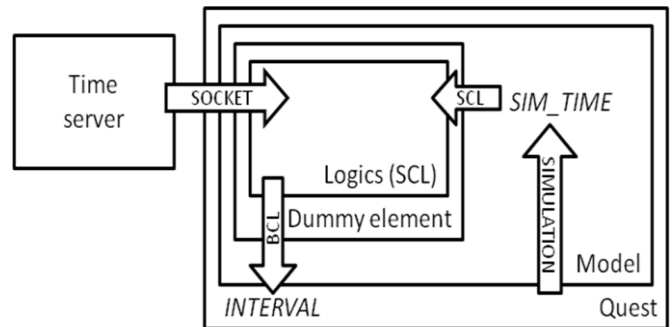 Time
server
SOCKET
SCL
SIM_TIME
Logics (SCL)
BCL
Dummy element
SIMULATION
Model
INTERVAL
Quest